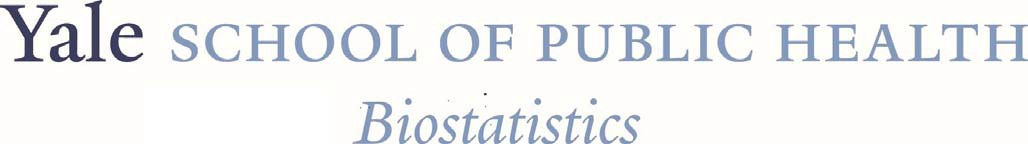 Yale SCHOOL OF PUBLIC HEALTH
Biostatistics